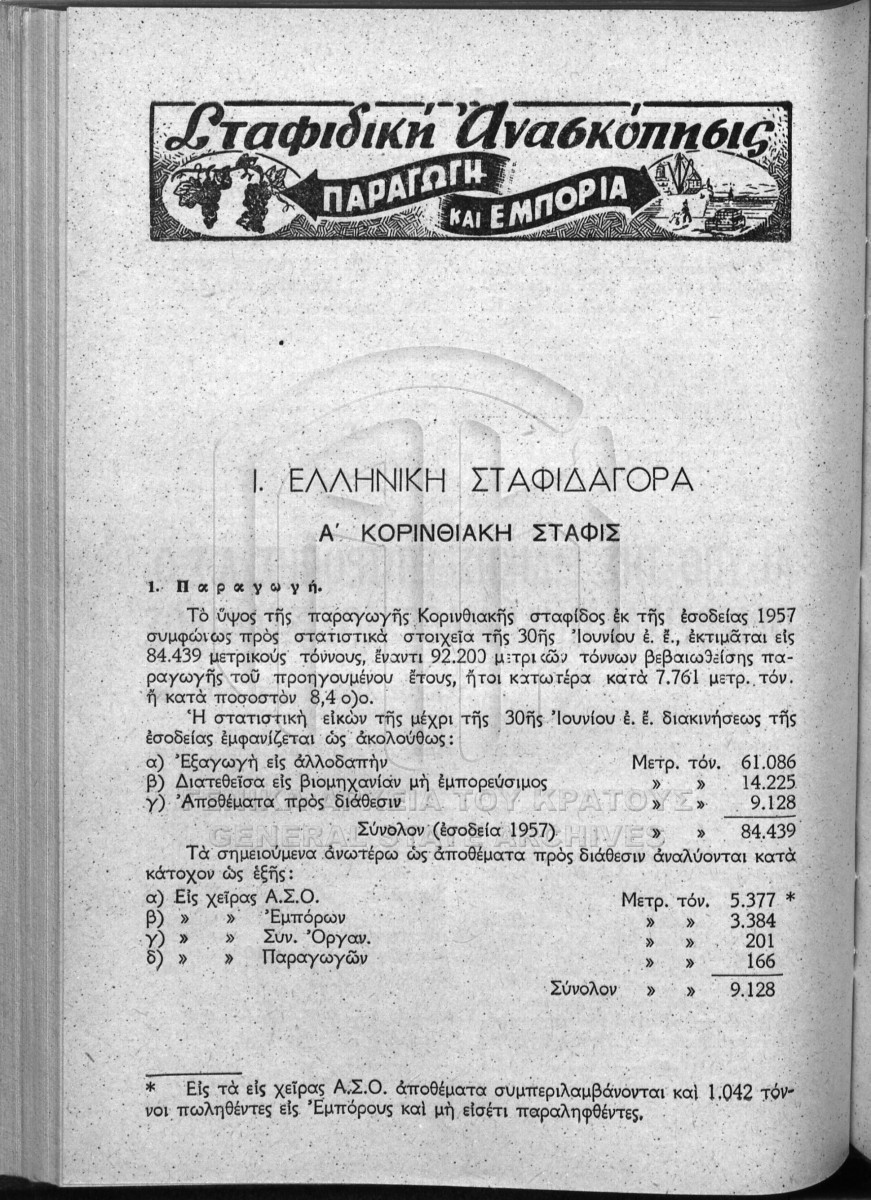 Σταφιδική Ἀνασκόπησις
ΠΑΡΑΓΩΓΗ
ΚΑΙ ΕΜΠΟΡΙΑ
Ι. ΕΛΛΗΝΙΚΗ ΣΤΑΦΙΔΑΓΟΡΑ
Α΄ ΚΟΡΙΝΘΙΑΚΗ ΣΤΑΦΙΣ
1. Παραγωγή.
Τὸ ὕψος τῆς παραγωγῆς Κορινθιακῆς σταφίδος ἐκ τῆς ἐσοδείας 1957
συμφώνως πρὸς στατιστικὰ στοιχεῖα τῆς 30ῆς Ἰουνίου ἐ. ἔ., ἐκτιμᾶται εἰς
84.439 μετρικοὺς τόννους, ἔναντι 92.200 μετρικῶν τόννων βεβαιωθείσης πα-
ραγωγῆς τοῦ προηγουμένου ἔτους, ἤτοι κατωτέρα κατὰ 7.761 μετρ. τόν.
ἢ κατὰ ποσοστὸν 8,4 ο)ο.
Ἡ στατιστικὴ εἰκὼν τῆς μέχρι τῆς 30ῆς Ἰουνίου ἐ. ἔ. διακινήσεως τῆς
ἐσοδείας ἐμφανίζεται ὡς ἀκολούθως:
α) Ἐξαγωγὴ εἰς ἀλλοδαπὴν Μετρ. τόν. 61.086
β) Διατεθεῖσα εἰς βιομηχανίαν μὴ ἐμπορεύσιμος » » 14.225
γ) Ἀποθέματα πρὸς διάθεσιν » » 9.128
ΓΕΝΙΚΑ ΑΡΧΕΙΑ ΤΟΥ ΚΡΑΤΟΥΣ
Σύνολον (ἐσοδεία 1957) » » 84.439
GENERAL STATE ARCHIVES
Τὰ σημειούμενα ἀνωτέρω ὡς ἀποθέματα πρὸς διάθεσιν ἀναλύονται κατὰ
κάτοχον ὡς ἑξῆς:
α) Εἰς χεῖρας Α.Σ.Ο. Μετρ. τόν. 5.377 *
β) » » Ἐμπόρων » » 3.384
γ) » » Συν. Ὀργαν. » » 201
δ) » » Παραγωγῶν » » 166
Σύνολον » » 9.128
* Εἰς τὰ εἰς χεῖρας Α.Σ.Ο. ἀποθέματα συμπεριλαμβάνονται καὶ 1.042 τόν-
νοι πωληθέντες εἰς Ἐμπόρους καὶ μὴ εἰσέτι παραληφθέντες.